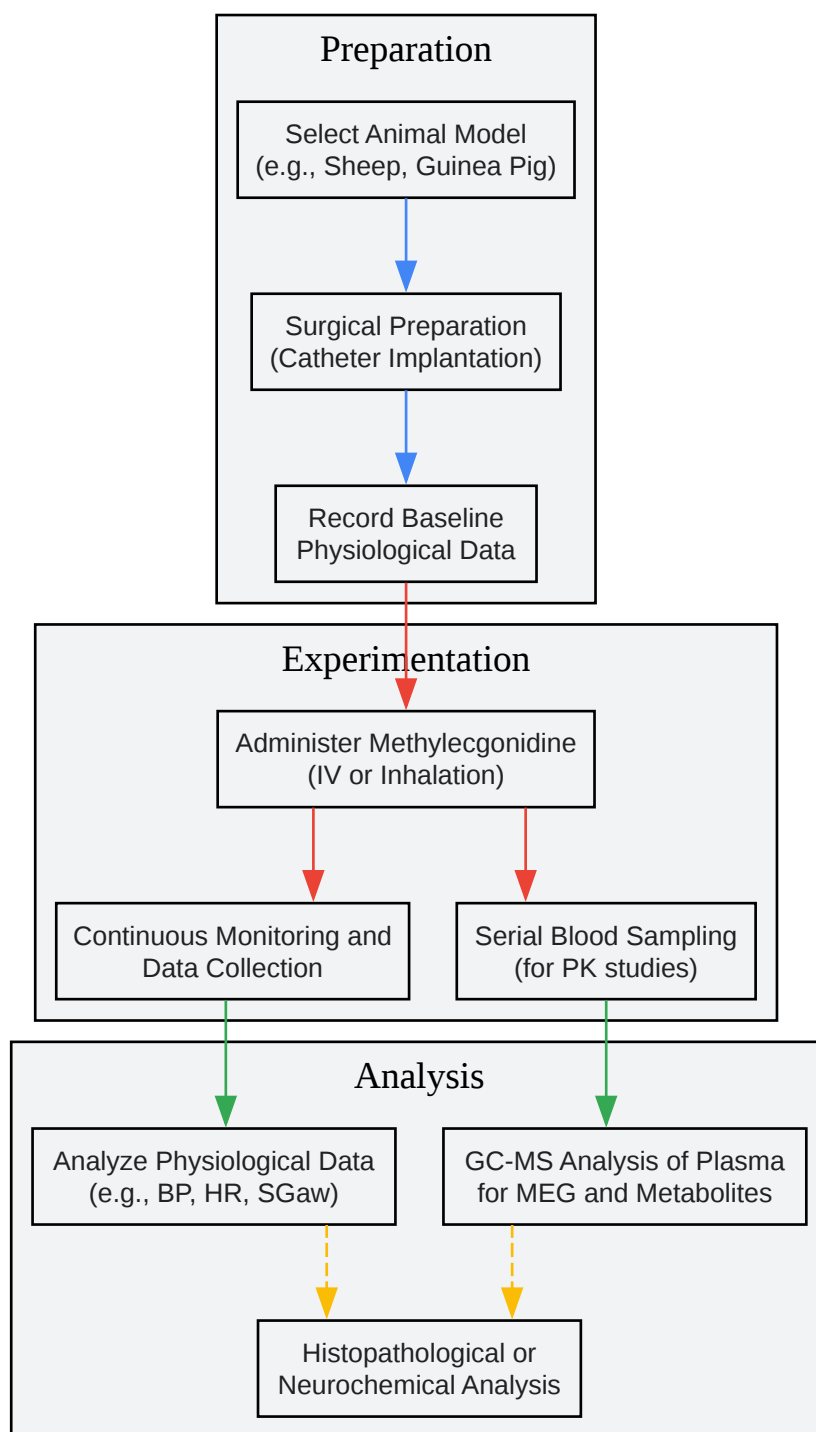 Preparation
Select Animal Model
(e.g., Sheep, Guinea Pig)
Surgical Preparation
(Catheter Implantation)
Record Baseline
Physiological Data
Experimentation
Administer Methylecgonidine
(IV or Inhalation)
Continuous Monitoring and
Data Collection
Serial Blood Sampling
(for PK studies)
Analysis
Analyze Physiological Data
(e.g., BP, HR, SGaw)
GC-MS Analysis of Plasma
for MEG and Metabolites
Histopathological or
Neurochemical Analysis